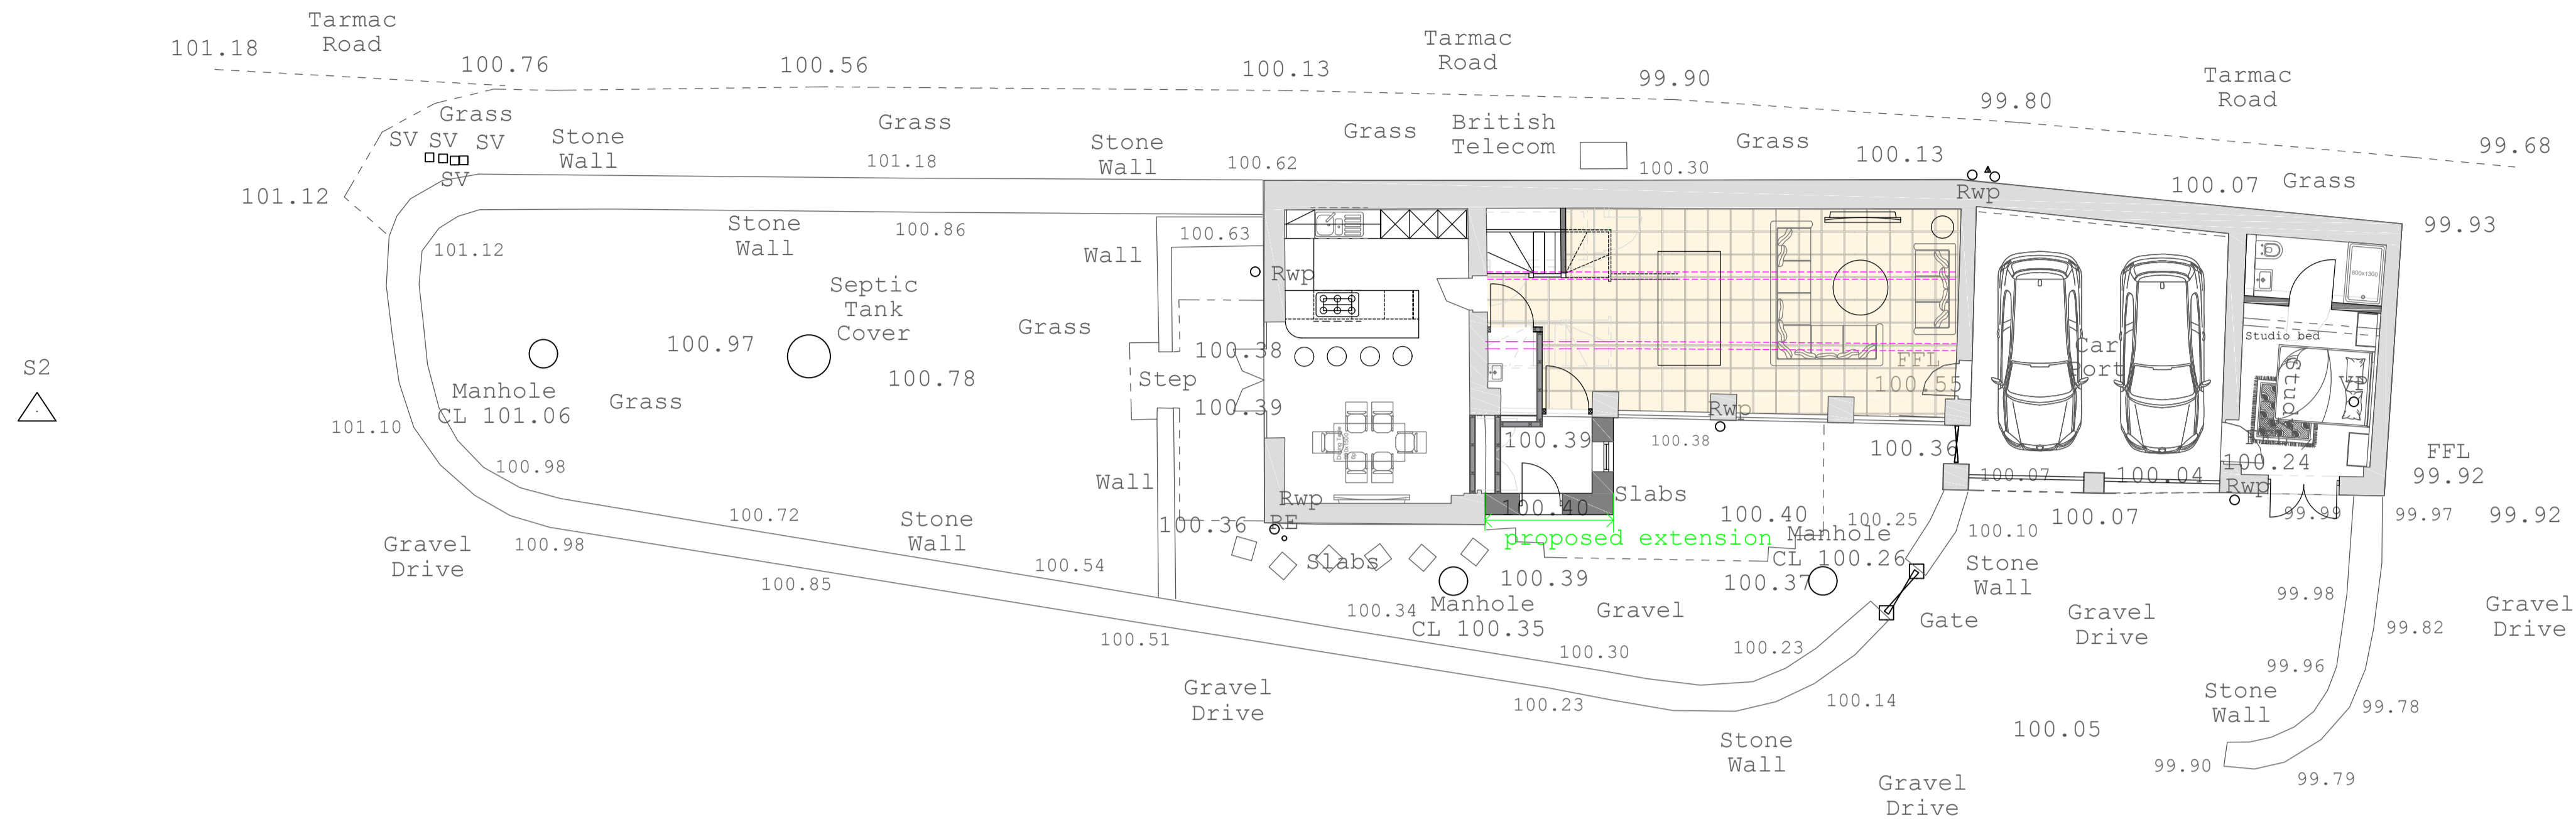 Tarmac
Road
101.18
100.76
100.56
100.13
Tarmac
Road
99.90
99.80
Tarmac
Road
99.68
Grass
SV SV SV
SV
Stone
Wall
Grass
101.18
Stone
Wall
100.62
Grass
British
Telecom
100.30
Grass
100.13
Rwp
100.07
Grass
99.93
101.12
101.12
Stone
Wall
100.86
Wall
100.63
Rwp
Septic
Tank
Cover
Grass
100.97
100.78
S2
Manhole
CL 101.06
Grass
101.10
100.98
100.38
Step
100.39
Wall
Rwp
100.36
RE
FFL
100.55
Rwp
100.39
100.38
100.36
Car
Port
800x1300
Studio bed
Stud
VP
100.07
100.04
100.24
Rwp
FFL
99.92
100.40
Slabs
proposed extension
100.40
Manhole
CL 100.26
100.25
100.10
100.07
99.99
99.97
99.92
100.72
Stone
Wall
Gravel
Drive
100.98
100.85
100.54
100.51
Slabs
100.34
Manhole
CL 100.35
100.39
100.37
Gravel
Gate
Stone
Wall
Gravel
Drive
99.98
99.82
Gravel
Drive
100.30
100.23
99.96
Gravel
Drive
100.23
100.14
Stone
Wall
99.78
Stone
Wall
100.05
99.90
99.79
Gravel
Drive